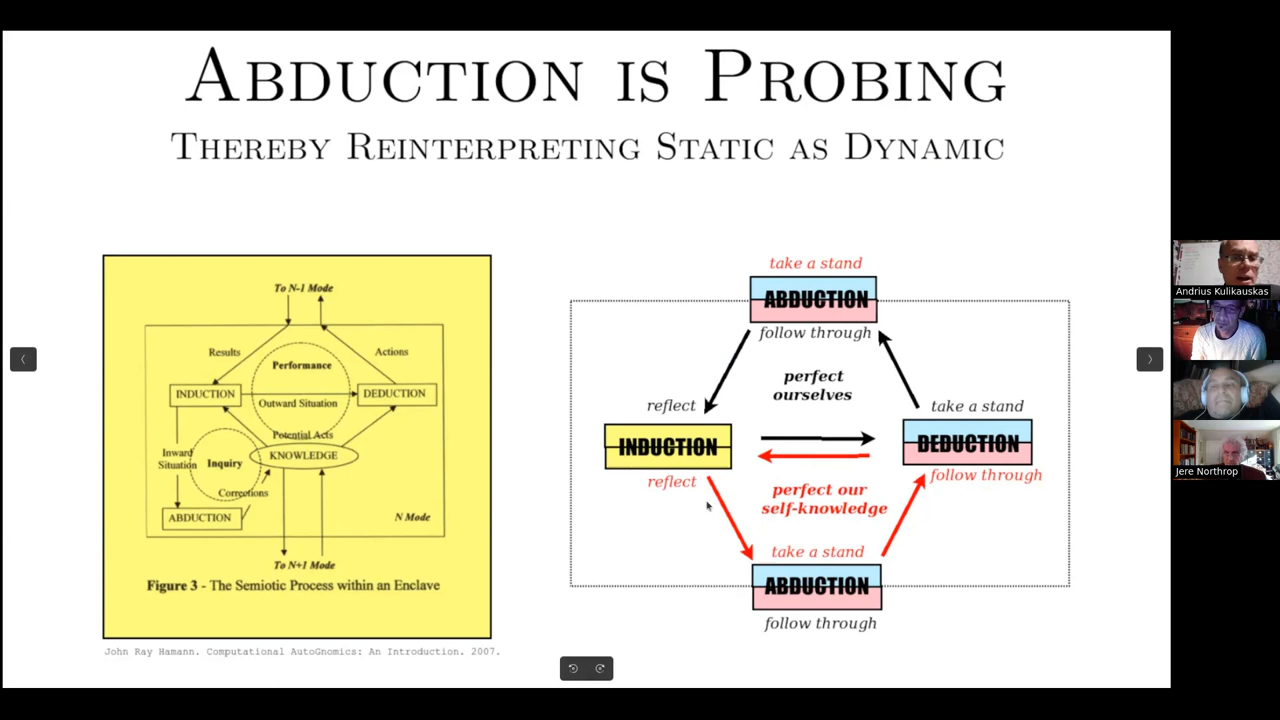 ABDUCTION IS PROBING
THEREBY REINTERPRETING STATIC AS DYNAMIC
To N-1 Mode
Results
Actions
Performance
INDUCTION
DEDUCTION
Outward Situation
Potential Acts
KNOWLEDGE
Inward
Situation
Inquiry
Corrections
ABDUCTION
N Mode
To N+1 Mode
Figure 3 - The Semiotic Process within an Enclave
John Ray Hamann. Computational AutoGnomics: An Introduction. 2007.
take a stand
ABDUCTION
follow through
perfect
ourselves
reflect
take a stand
INDUCTION
DEDUCTION
reflect
follow through
perfect our
self-knowledge
take a stand
ABDUCTION
follow through
Andrius Kulikauskas
Jere Northrop